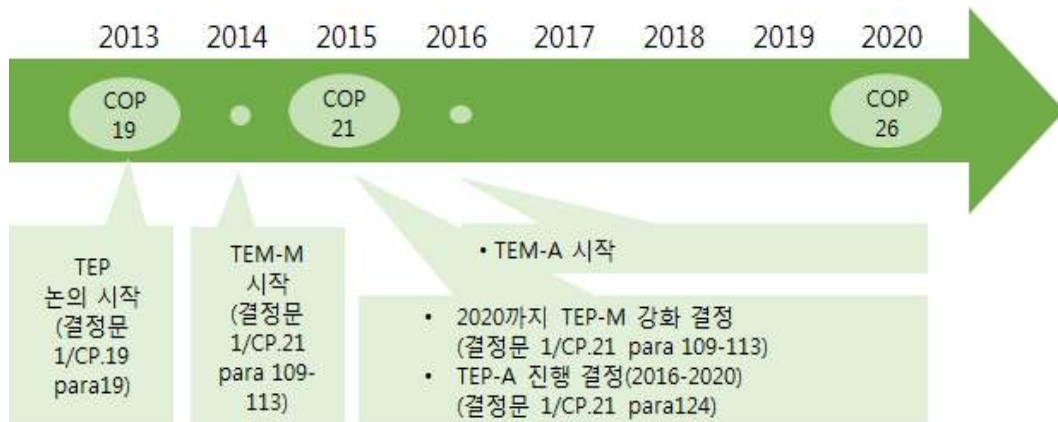 2013 2014 2015 2016 2017 2018 2019 2020
COP
19
COP
21
COP
26
TEP
논의 시작
(결정문
1/CP.19
para19)
TEM-M
시작
(결정문
1/CP.21
para 109-
113)
• TEM-A 시작
• 2020까지 TEP-M 강화 결정
(결정문 1/CP.21 para 109-113)
• TEP-A 진행 결정(2016-2020)
(결정문 1/CP.21 para124)